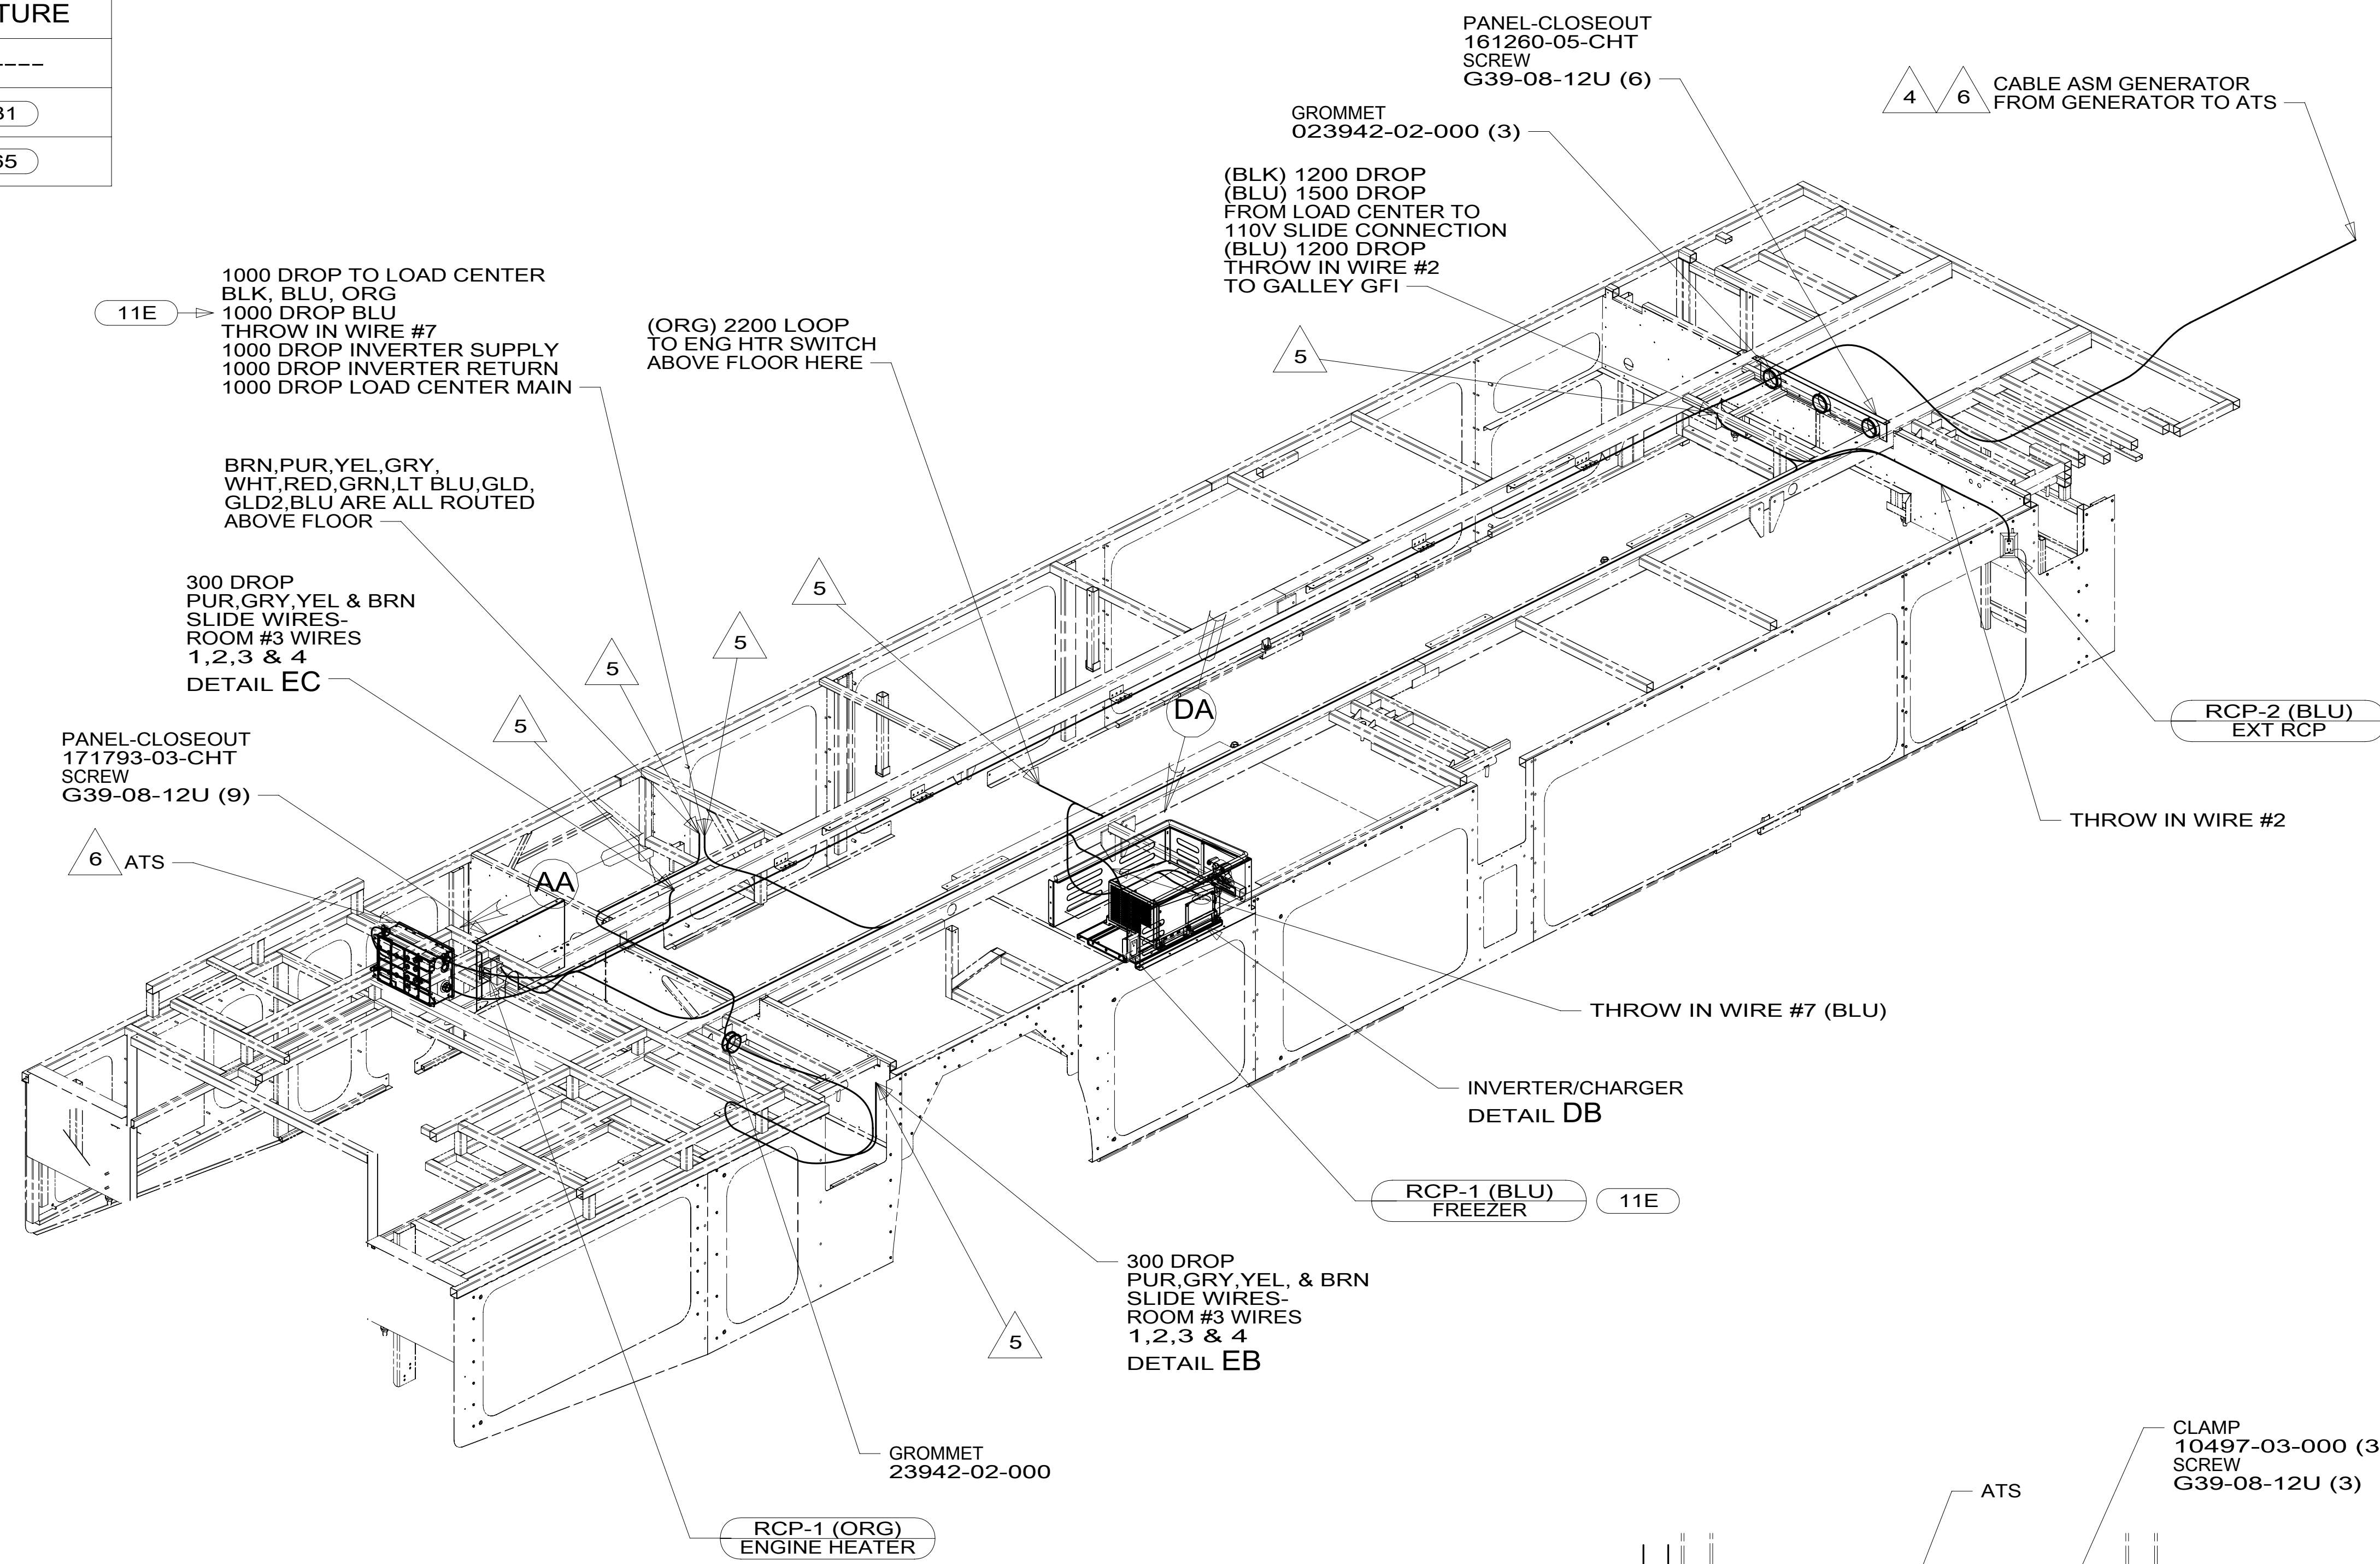 PANEL-CLOSEOUT
161260-05-CHT
SCREW
G39-08-12U (6)
4
6
CABLE ASM GENERATOR
FROM GENERATOR TO ATS
GROMMET
023942-02-000 (3)
(BLK) 1200 DROP
(BLU) 1500 DROP
FROM LOAD CENTER TO
110V SLIDE CONNECTION
(BLU) 1200 DROP
THROW IN WIRE #2
TO GALLEY GFI
5
11E
1000 DROP TO LOAD CENTER
BLK, BLU, ORG
1000 DROP BLU
THROW IN WIRE #7
1000 DROP INVERTER SUPPLY
1000 DROP INVERTER RETURN
1000 DROP LOAD CENTER MAIN
(ORG) 2200 LOOP
TO ENG HTR SWITCH
ABOVE FLOOR HERE
BRN,PUR,YEL,GRY,
WHT,RED,GRN,LT BLU,GLD,
GLD2,BLU ARE ALL ROUTED
ABOVE FLOOR
300 DROP
PUR,GRY,YEL & BRN
SLIDE WIRES-
ROOM #3 WIRES
1,2,3 & 4
DETAIL EC
5
5
5
5
DA
RCP-2 (BLU)
EXT RCP
PANEL-CLOSEOUT
171793-03-CHT
SCREW
G39-08-12U (9)
THROW IN WIRE #2
6
ATS
AA
THROW IN WIRE #7 (BLU)
INVERTER/CHARGER
DETAIL DB
RCP-1 (BLU)
FREEZER
11E
300 DROP
PUR,GRY,YEL, & BRN
SLIDE WIRES-
ROOM #3 WIRES
1,2,3 & 4
DETAIL EB
5
GROMMET
23942-02-000
RCP-1 (ORG)
ENGINE HEATER
CLAMP
10497-03-000 (3
SCREW
G39-08-12U (3)
ATS